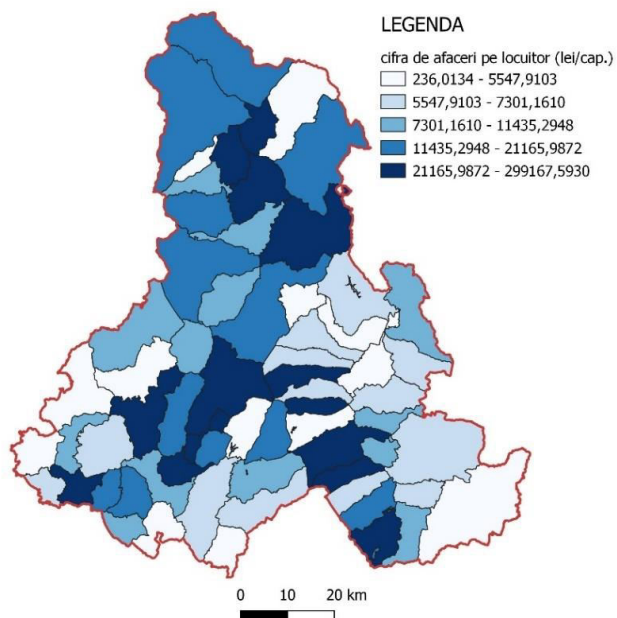 LEGENDA
cifra de afaceri pe locuitor (lei/cap.)
236,0134 - 5547,9103
5547,9103 - 7301,1610
7301,1610 - 11435,2948
11435,2948 - 21165,9872
21165,9872 - 299167,5930
0 10 20 km